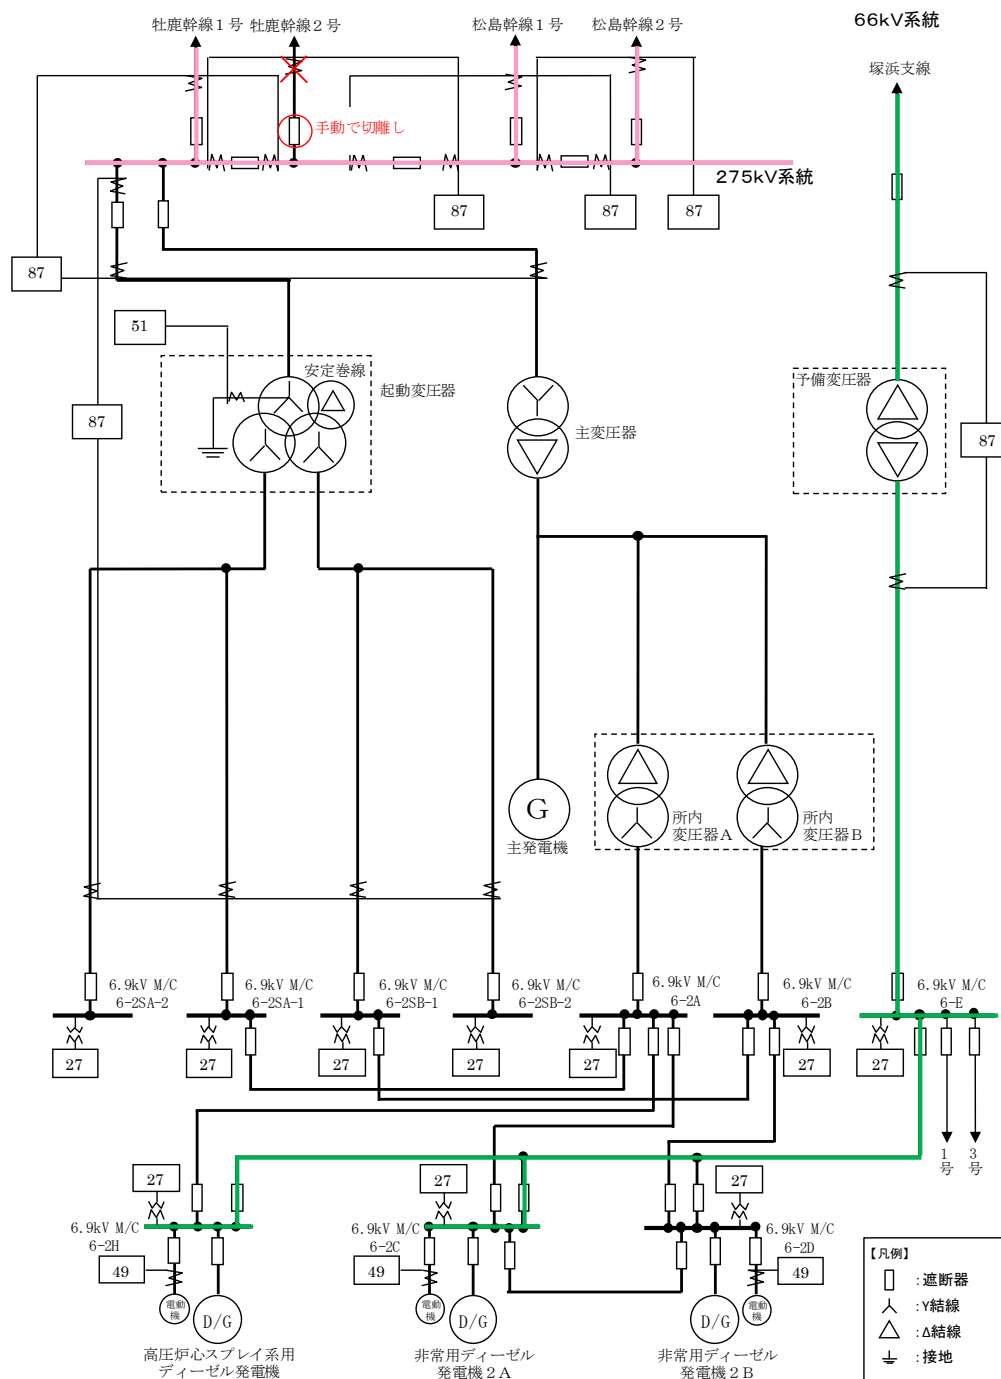 66kV系統
牡鹿幹線1号
牡鹿幹線2号
松島幹線1号
松島幹線2号
塚浜支線
手動で切離し
275kV系統
87
87
87
87
51
安定巻線
起動変圧器
主変圧器
予備変圧器
87
87
G
主発電機
所内
変圧器A
所内
変圧器B
6.9kV M/C
6-2SA-2
6.9kV M/C
6-2SA-1
6.9kV M/C
6-2SB-1
6.9kV M/C
6-2SB-2
6.9kV M/C
6-2A
6.9kV M/C
6-2B
6.9kV M/C
6-E
27
27
27
27
27
27
27
1号
3号
27
27
27
6.9kV M/C
6-2H
6.9kV M/C
6-2C
6.9kV M/C
6-2D
49
49
49
電動
機
D/G
電動
機
D/G
D/G
電動
機
高圧炉心スプレイ系用
ディーゼル発電機
非常用ディーゼル
発電機2A
非常用ディーゼル
発電機2B
【凡例】
:遮断器
:Y結線
:Δ結線
:接地